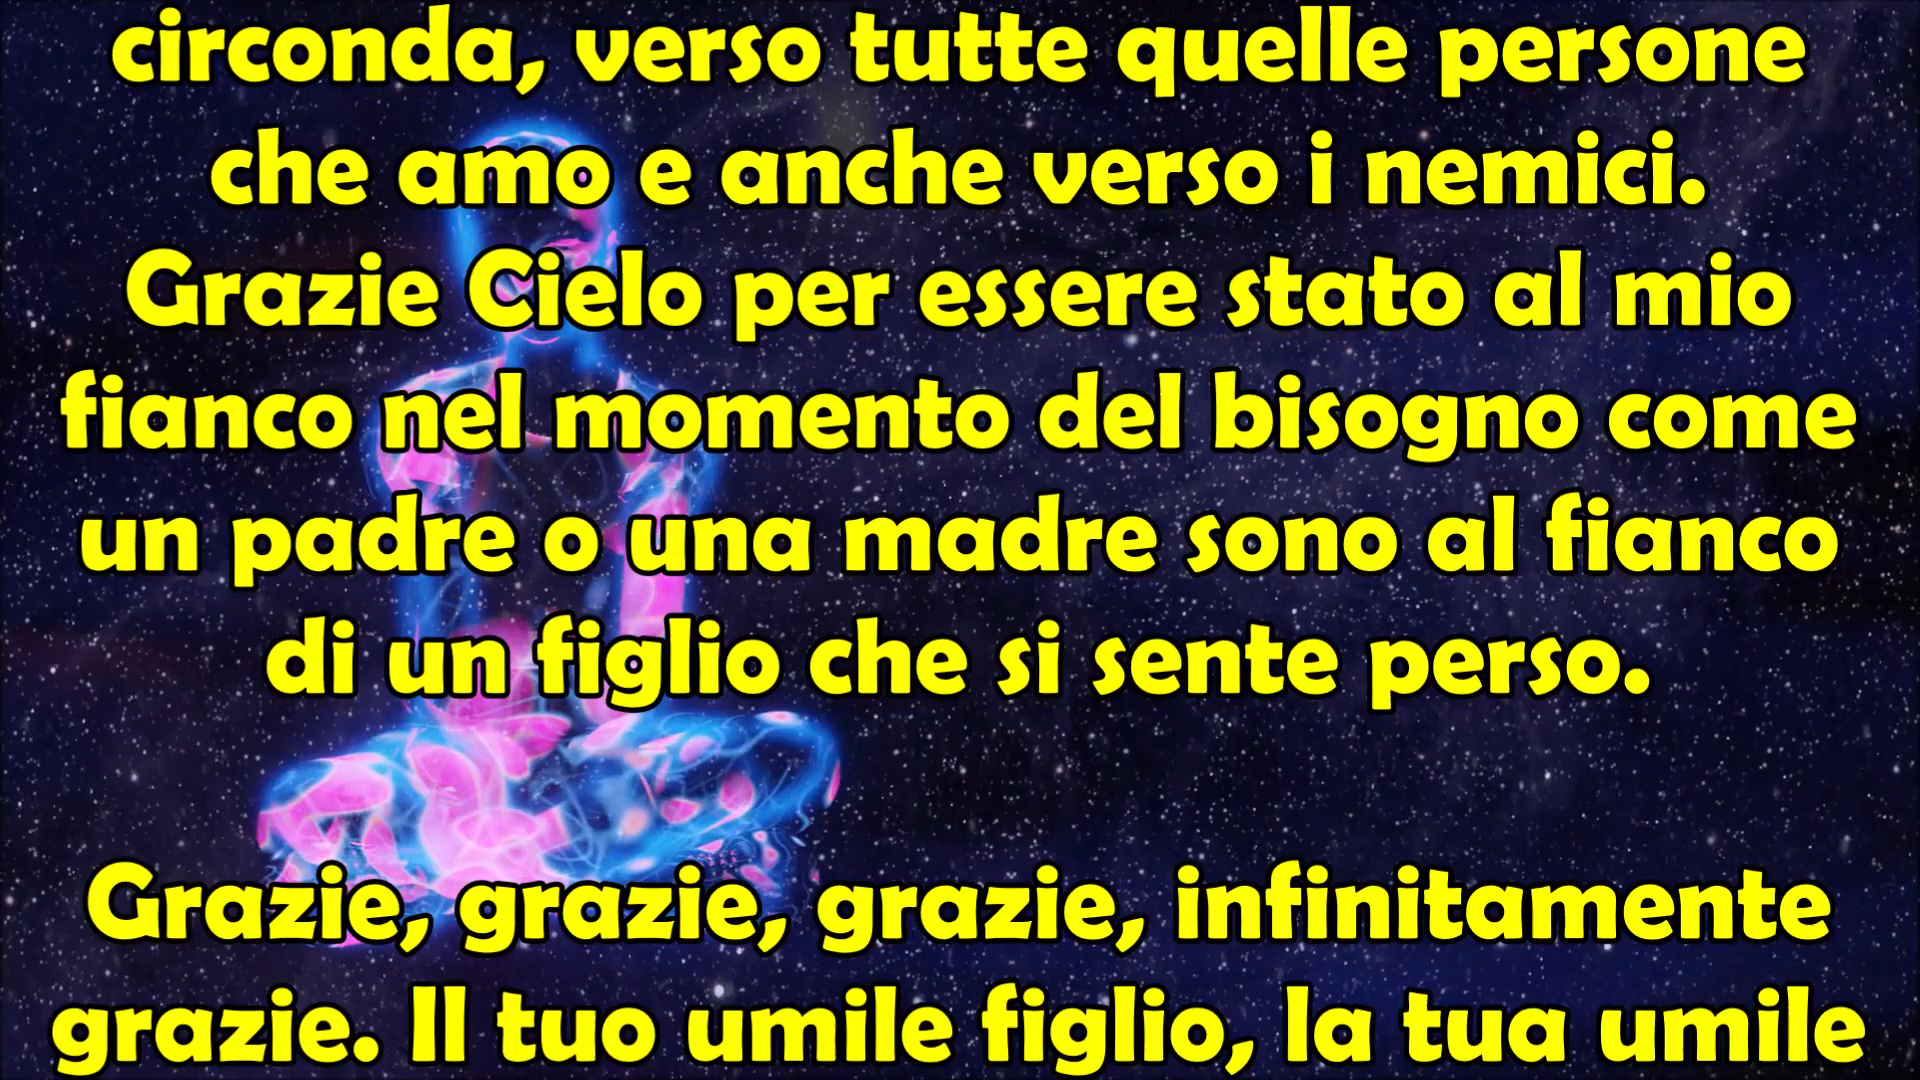 circonda, verso tutte quelle persone
che amo e anche verso i nemici.
Grazie Cielo per essere stato al mio
fianco nel momento del bisogno come
un padre o una madre sono al fianco
di un figlio che si sente perso.
Grazie, grazie, grazie, infinitamente
grazie. Il tuo umile figlio, la tua umile